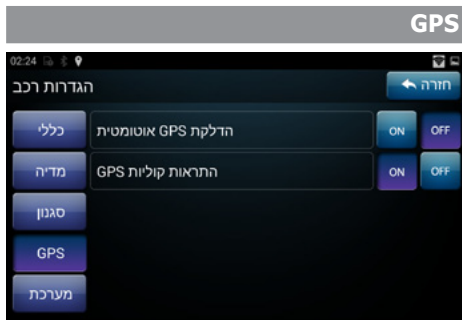 GPS
02:24
הגדרות רכב
חזרה
כללי
הדלקת GPS אוטומטית
ON
OFF
מדיה
התראות קוליות GPS
ON
OFF
סגנון
GPS
מערכת